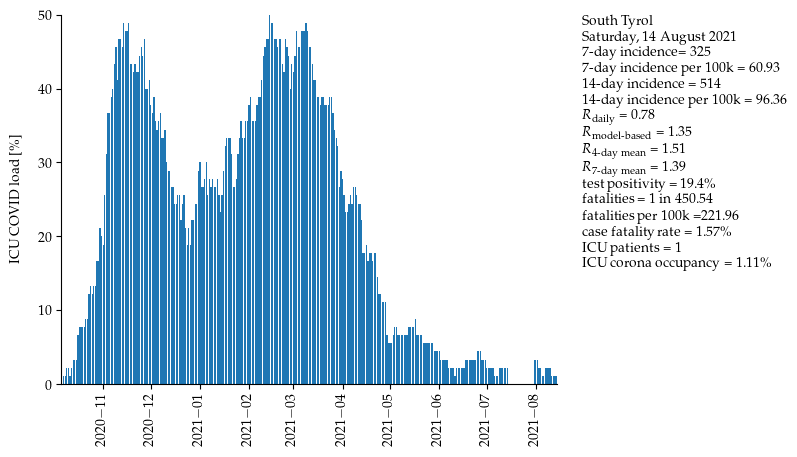 50
40
30
20
10
0
ICU COVID load [%]
2020−11
2020−12
2021−01
2021−02
2021−03
2021−04
2021−05
2021−06
2021−07
2021−08
South Tyrol
Saturday, 14 August 2021
7-day incidence= 325
7-day incidence per 100k = 60.93
14-day incidence = 514
14-day incidence per 100k = 96.36
Rdaily = 0.78
Rmodel-based = 1.35
R4-day mean = 1.51
R7-day mean = 1.39
test positivity = 19.4%
fatalities = 1 in 450.54
fatalities per 100k =221.96
case fatality rate = 1.57%
ICU patients = 1
ICU corona occupancy = 1.11%